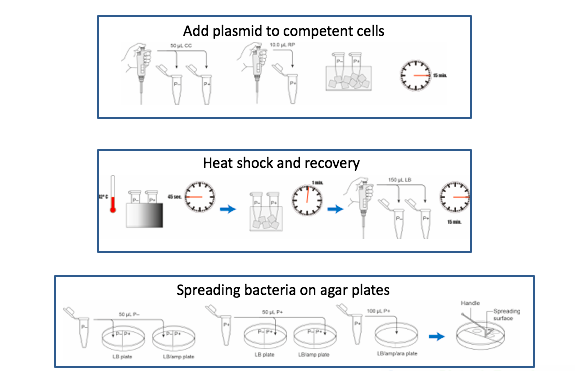 Add plasmid to competent cells
50 µL CC
10.0 µL RP
P–
P+
P+
P–
P+
15 min.
Heat shock and recovery
42° C
P–
P+
45 sec.
P–
P+
1 min.
150 µL LB
P–
P+
15 min.
Spreading bacteria on agar plates
50 µL P–
P–
P–
P+
P–
P+
LB plate
LB/amp plate
50 µL P+
P+
P–
P+
P–
P+
LB plate
LB/amp plate
100 µL P+
P+
P+
LB/amp/ara plate
Handle
Spreading
surface